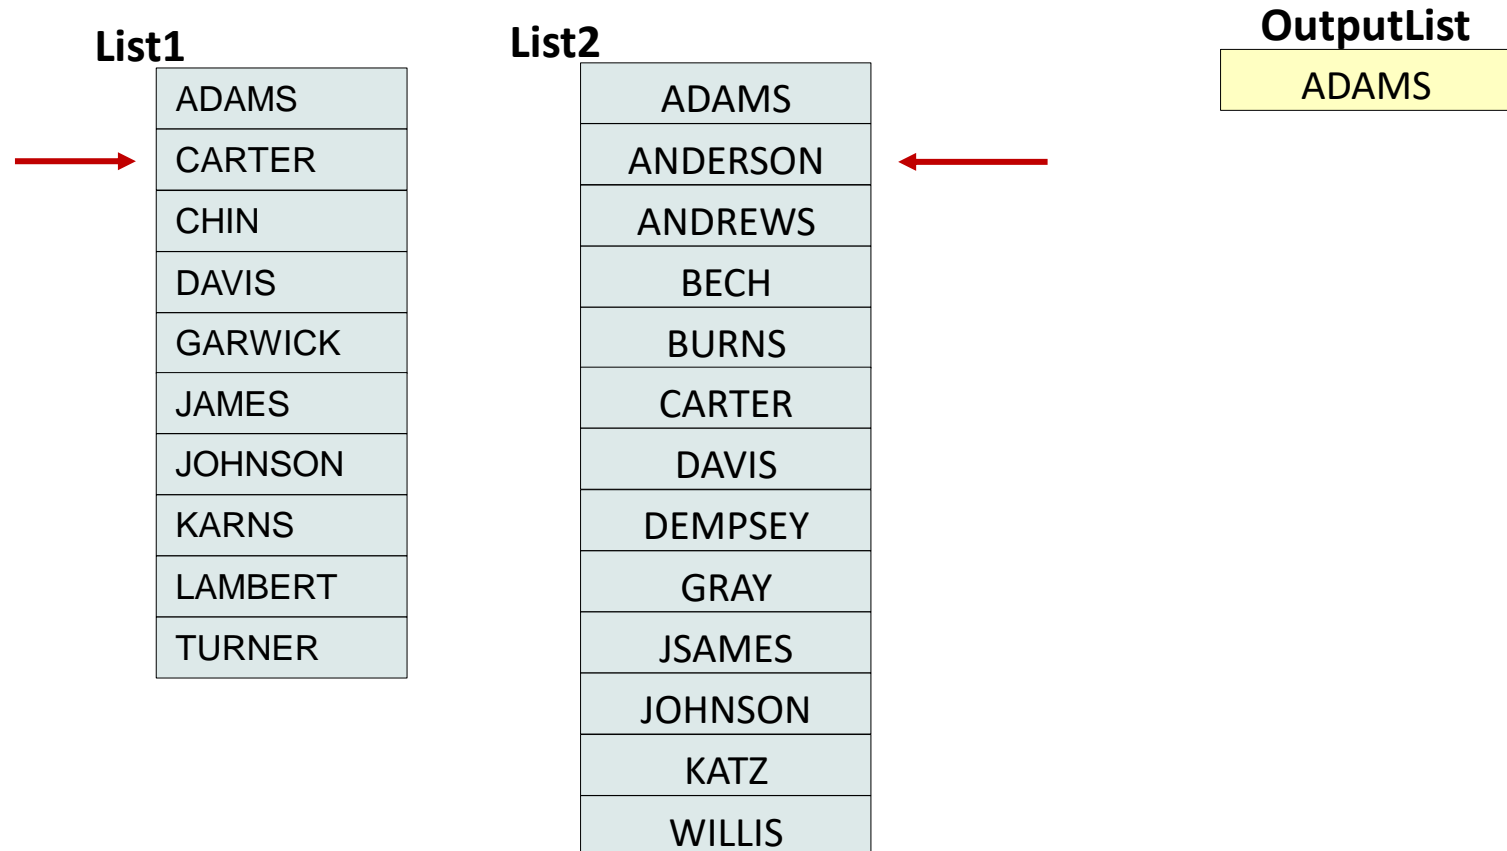 List1
ADAMS
CARTER
CHIN
DAVIS
GARWICK
JAMES
JOHNSON
KARNS
LAMBERT
TURNER
List2
ADAMS
ANDERSON
ANDREWS
BECH
BURNS
CARTER
DAVIS
DEMPSEY
GRAY
JSAMES
JOHNSON
KATZ
WILLIS
OutputList
ADAMS